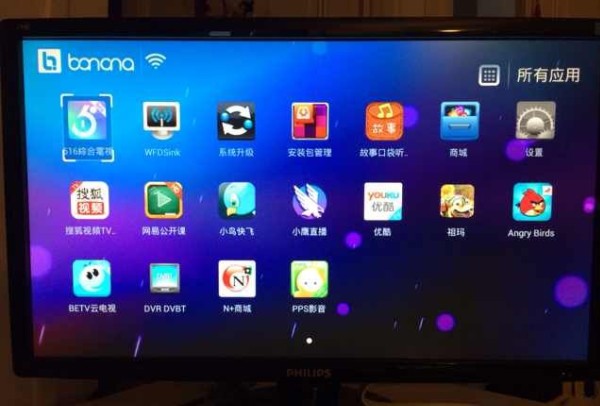 banana
所有应用
616綜合電視
WFDSink
系统升级
安装包管理
故事口袋听..
商城
设置
故事
搜狐
视频
YOUKU
优酷
搜狐视频TV..
网易公开课
小鸟快飞
小鹰直播
优酷
祖玛
Angry Birds
BETV云电视
DVR DVBT
N+商城
PPS影音
PHILIPS